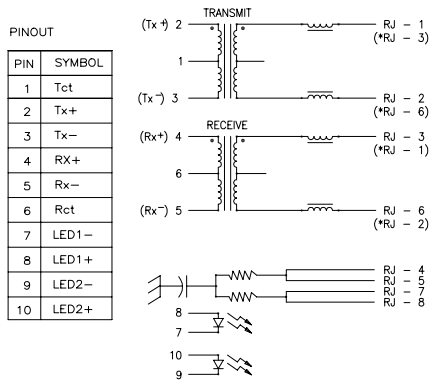 PINOUT
PIN SYMBOL
1 Tct
2 Tx+
3 Tx−
4 RX+
5 Rx−
6 Rct
7 LED1−
8 LED1+
9 LED2−
10 LED2+
TRANSMIT
(Tx+) 2
RJ − 1
(*RJ − 3)
1
(Tx−) 3
RJ − 2
(*RJ − 6)
RECEIVE
(Rx+) 4
RJ − 3
(*RJ − 1)
6
(Rx−) 5
RJ − 6
(*RJ − 2)
RJ − 4
RJ − 5
RJ − 7
RJ − 8
8
7
10
9